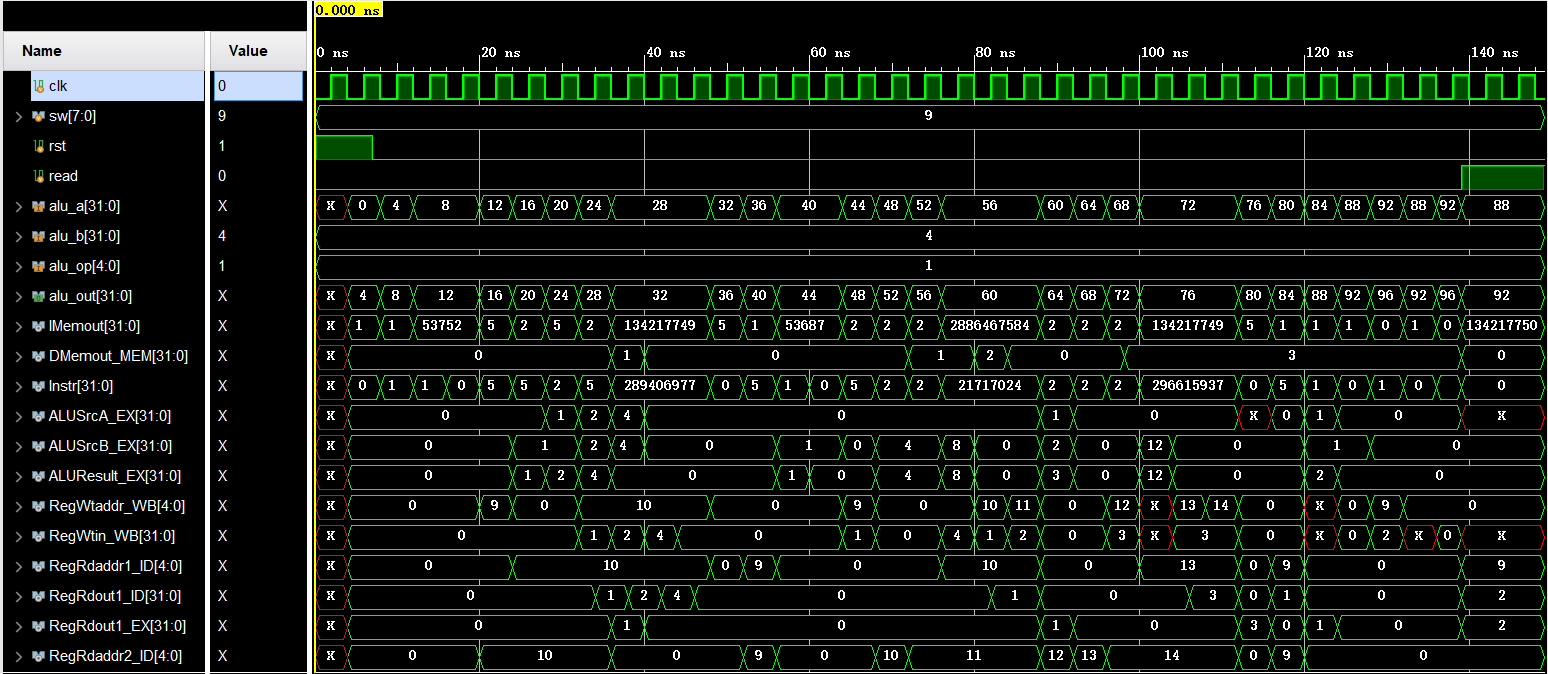 0.000 ns
Name Value
0 ns 20 ns 40 ns 60 ns 80 ns 100 ns 120 ns 140 ns
clk 0
sw[7:0] 9 9
rst 1
read 0
alu_a[31:0] X X 0 4 8 12 16 20 24 28 32 36 40 44 48 52 56 60 64 68 72 76 80 84 88 92 88 92 88
alu_b[31:0] 4 4
alu_op[4:0] 1 1
alu_out[31:0] X X 4 8 12 16 20 24 28 32 36 40 44 48 52 56 60 64 68 72 76 80 84 88 92 96 92 96 92
IMemout[31:0] X X 1 1 53752 5 2 5 2 134217749 5 1 53687 2 2 2 2886467584 2 2 2 134217749 5 1 1 1 0 1 0 134217750
DMemout_MEM[31:0] X X 0 1 0 1 2 0 3 0
Instr[31:0] X X 0 1 1 0 5 5 2 5 289406977 0 5 1 0 5 2 2 21717024 2 2 2 296615937 0 5 1 0 1 0 0
ALUSrcA_EX[31:0] X X 0 1 2 4 0 1 0 X 0 1 0 X
ALUSrcB_EX[31:0] X X 0 1 2 4 0 1 0 4 8 0 2 0 12 0 1 0
ALUResult_EX[31:0] X X 0 1 2 4 0 1 0 4 8 0 3 0 12 0 2 0
RegWtaddr_WB[4:0] X X 0 9 0 10 0 9 0 10 11 0 12 X 13 14 0 X 0 9 0
RegWtin_WB[31:0] X X 0 1 2 4 0 1 0 4 1 2 0 3 X 3 0 X 0 2 X 0 X
RegRdaddr1_ID[4:0] X X 0 10 0 9 0 10 0 13 0 9 0 9
RegRdout1_ID[31:0] X X 0 1 2 4 0 1 0 3 0 1 0 2
RegRdout1_EX[31:0] X X 0 1 0 1 0 3 0 1 0 2
RegRdaddr2_ID[4:0] X X 0 10 0 9 0 10 11 12 13 14 0 9 0